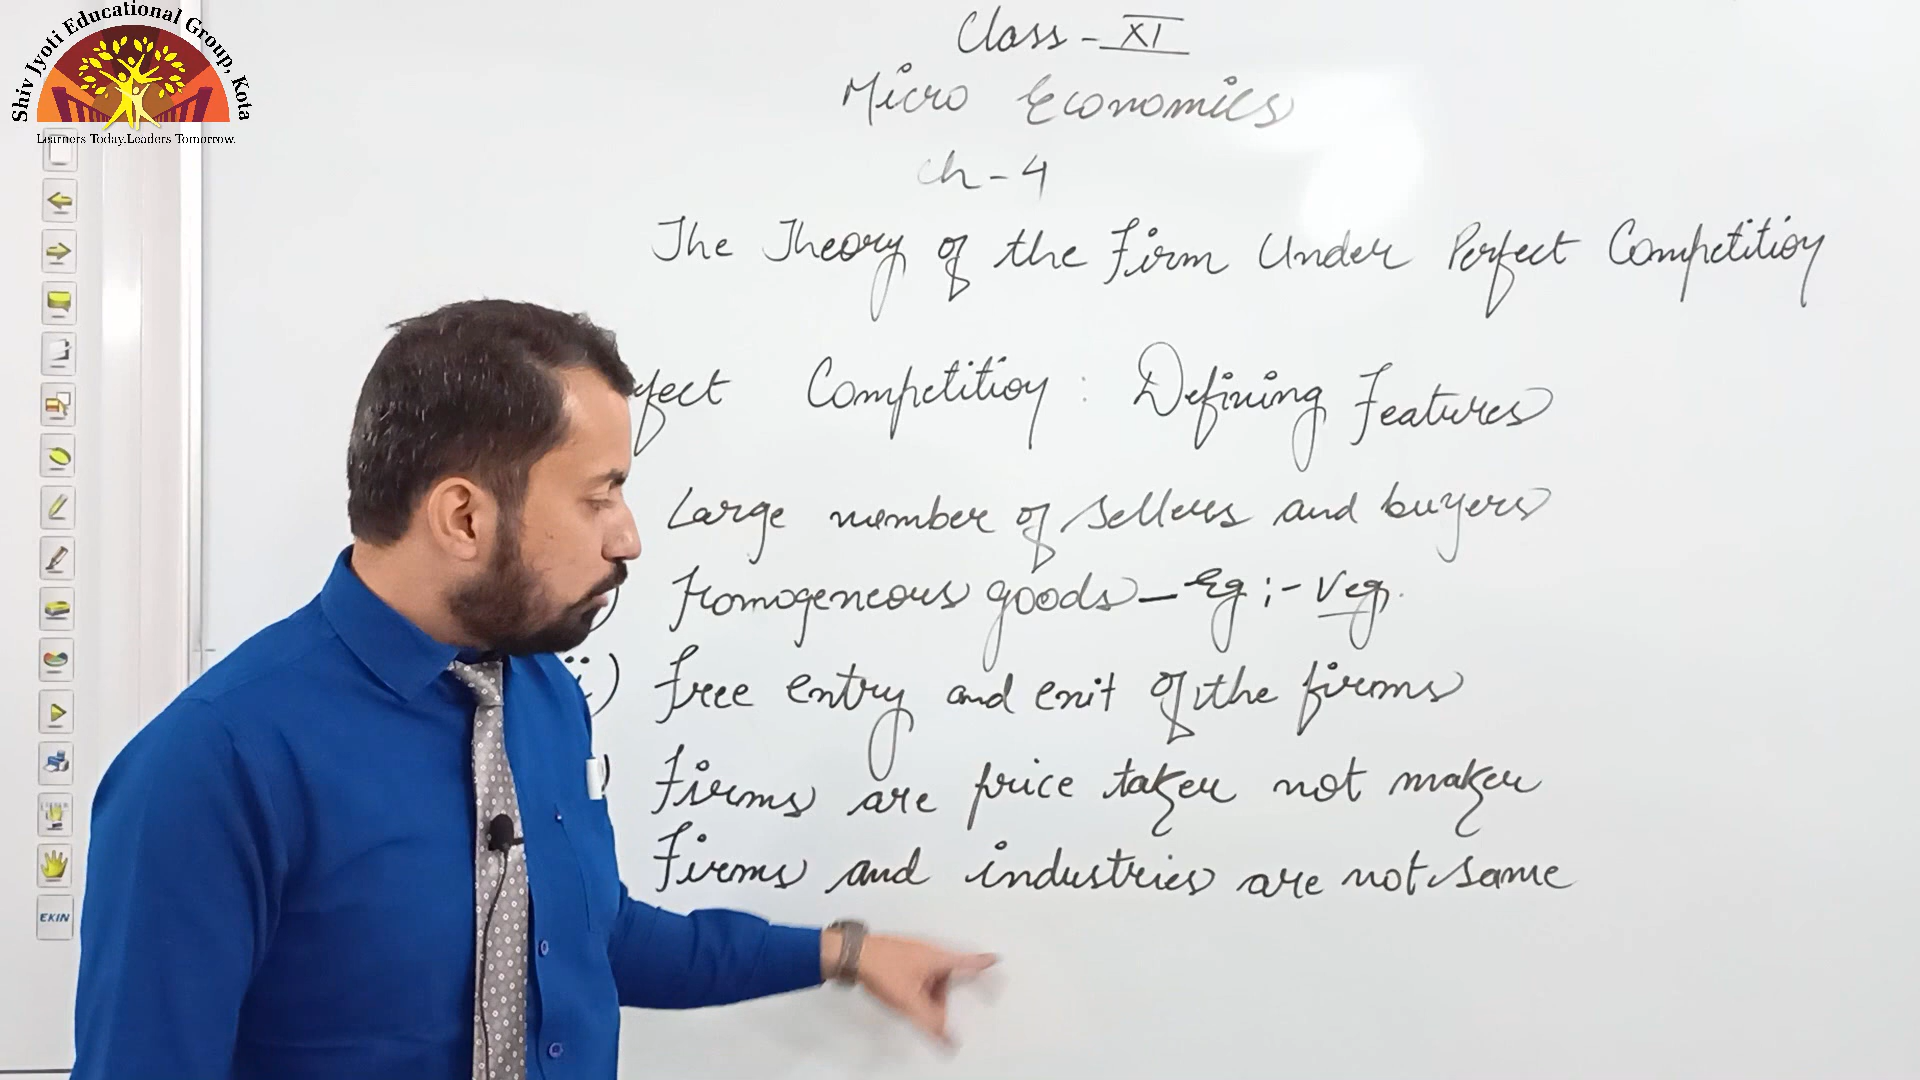 Shiv Jyoti Educational Group, Kota
Learners Today.Leaders Tomorrow.
Class - XI
Micro Economics
Ch - 4
The Theory of the Firm Under Perfect Competition
fect Competition : Defining Features
Large number of sellers and buyers
) Homogeneous goods - Eg :- Veg.
ii) Free entry and exit of the firms
) Firms are price taker not maker
Firms and industries are not same
EKIN